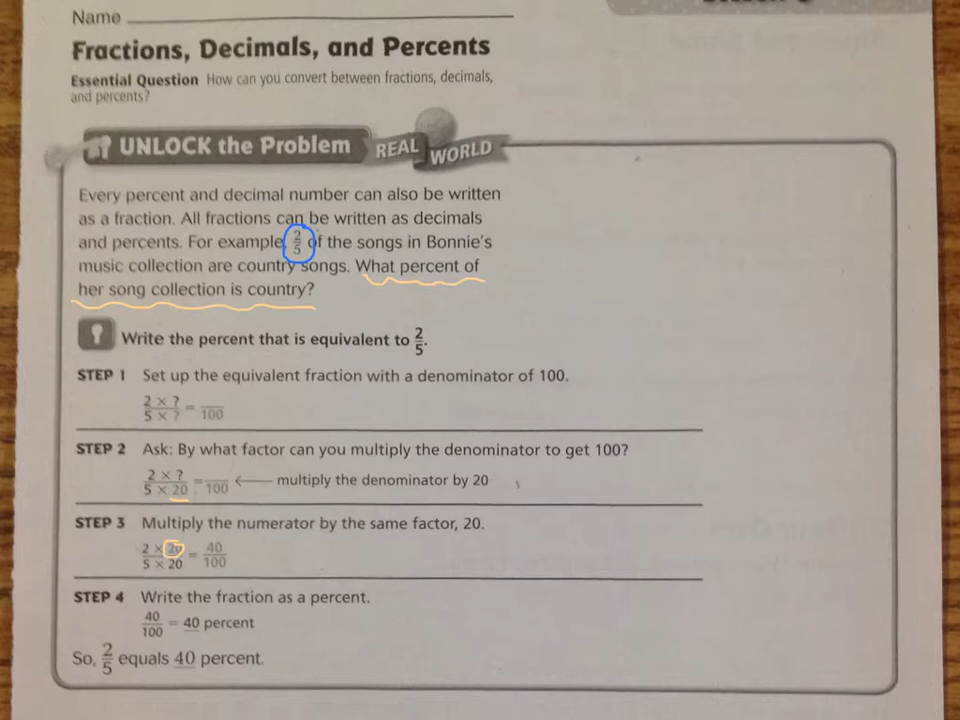 Name
Fractions, Decimals, and Percents
Essential Question How can you convert between fractions, decimals,
and percents?
UNLOCK the Problem REAL WORLD
Every percent and decimal number can also be written
as a fraction. All fractions can be written as decimals
and percents. For example, 2/5 of the songs in Bonnie's
music collection are country songs. What percent of
her song collection is country?
Write the percent that is equivalent to 2/5.
STEP 1 Set up the equivalent fraction with a denominator of 100.
2 × ?
5 × ? = 100
STEP 2 Ask: By what factor can you multiply the denominator to get 100?
2 × ?
5 × 20 = 100 ← multiply the denominator by 20
STEP 3 Multiply the numerator by the same factor, 20.
2 × 20 = 40
5 × 20 100
STEP 4 Write the fraction as a percent.
40
100 = 40 percent
So, 2/5 equals 40 percent.